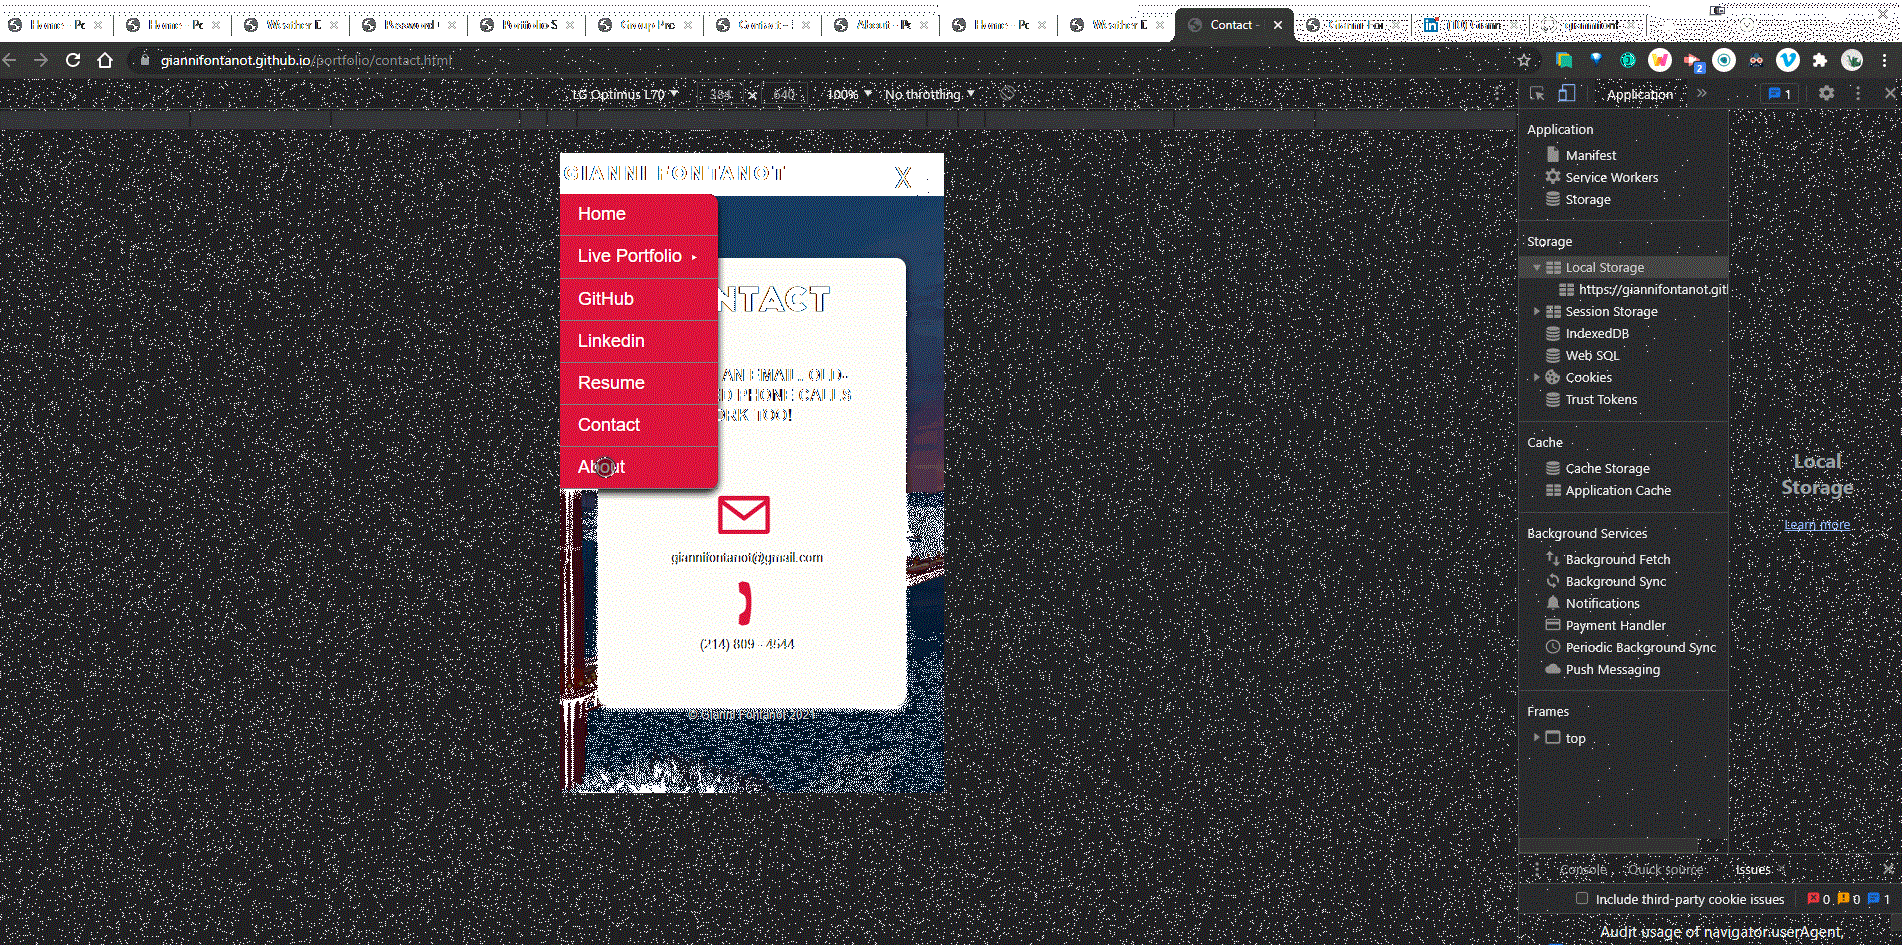 Home - Pc
Home - Pc
Weather D
Password
Portfolio S
Group Pro
Contact -
About - Pc
Home - Pc
Weather D
Contact -
giannifontanot.github.io/portfolio/contact.html
2
LG Optimus L70
384 × 640
100%
No throttling
Application
1
GIANNI FONTANOT
X
Home
Live Portfolio
GitHub
Linkedin
Resume
Contact
About
NTACT
AN EMAIL. OLD-
D PHONE CALLS
ORK TOO!
giannifontanot@gmail.com
(214) 809 - 4544
© Gianni Fontanot 2021
Application
Manifest
Service Workers
Storage
Storage
Local Storage
https://giannifontanot.git
Session Storage
IndexedDB
Web SQL
Cookies
Trust Tokens
Cache
Cache Storage
Application Cache
Background Services
Background Fetch
Background Sync
Notifications
Payment Handler
Periodic Background Sync
Push Messaging
Frames
top
Local
Storage
Learn more
Console
Quick source
Issues
Include third-party cookie issues
0
0
1
Audit usage of navigator.userAgent,